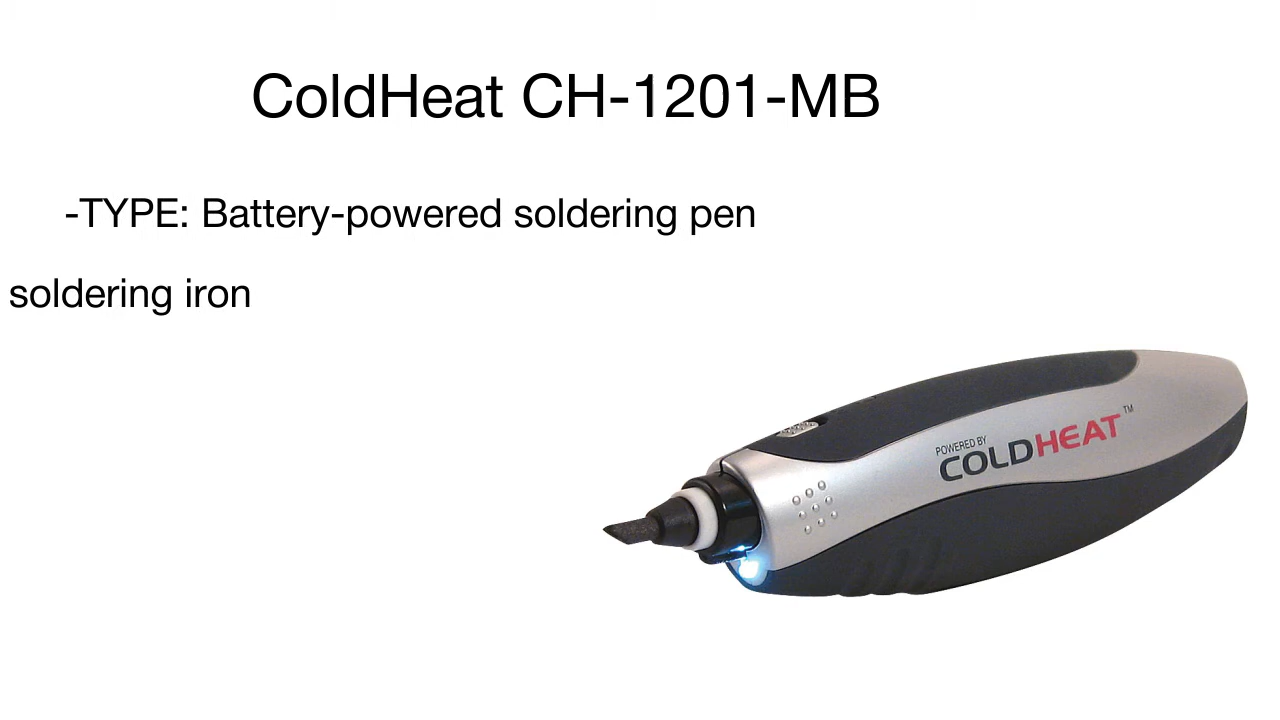 ColdHeat CH-1201-MB
-TYPE: Battery-powered soldering pen
soldering iron
POWERED BY
COLDHEAT™